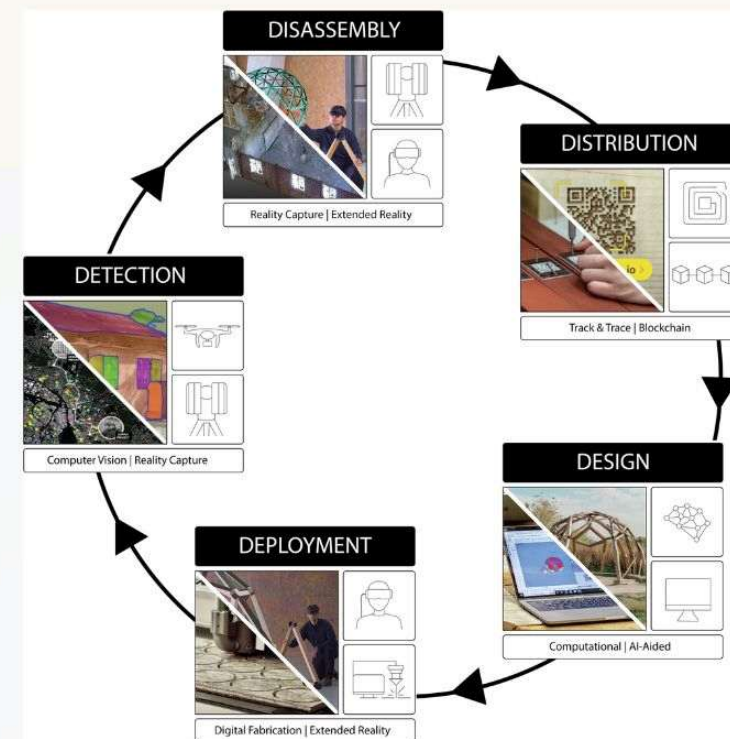 DISASSEMBLY
Reality Capture | Extended Reality
DISTRIBUTION
io >
Track & Trace | Blockchain
DETECTION
Computer Vision | Reality Capture
DESIGN
Computational | AI-Aided
DEPLOYMENT
Digital Fabrication | Extended Reality